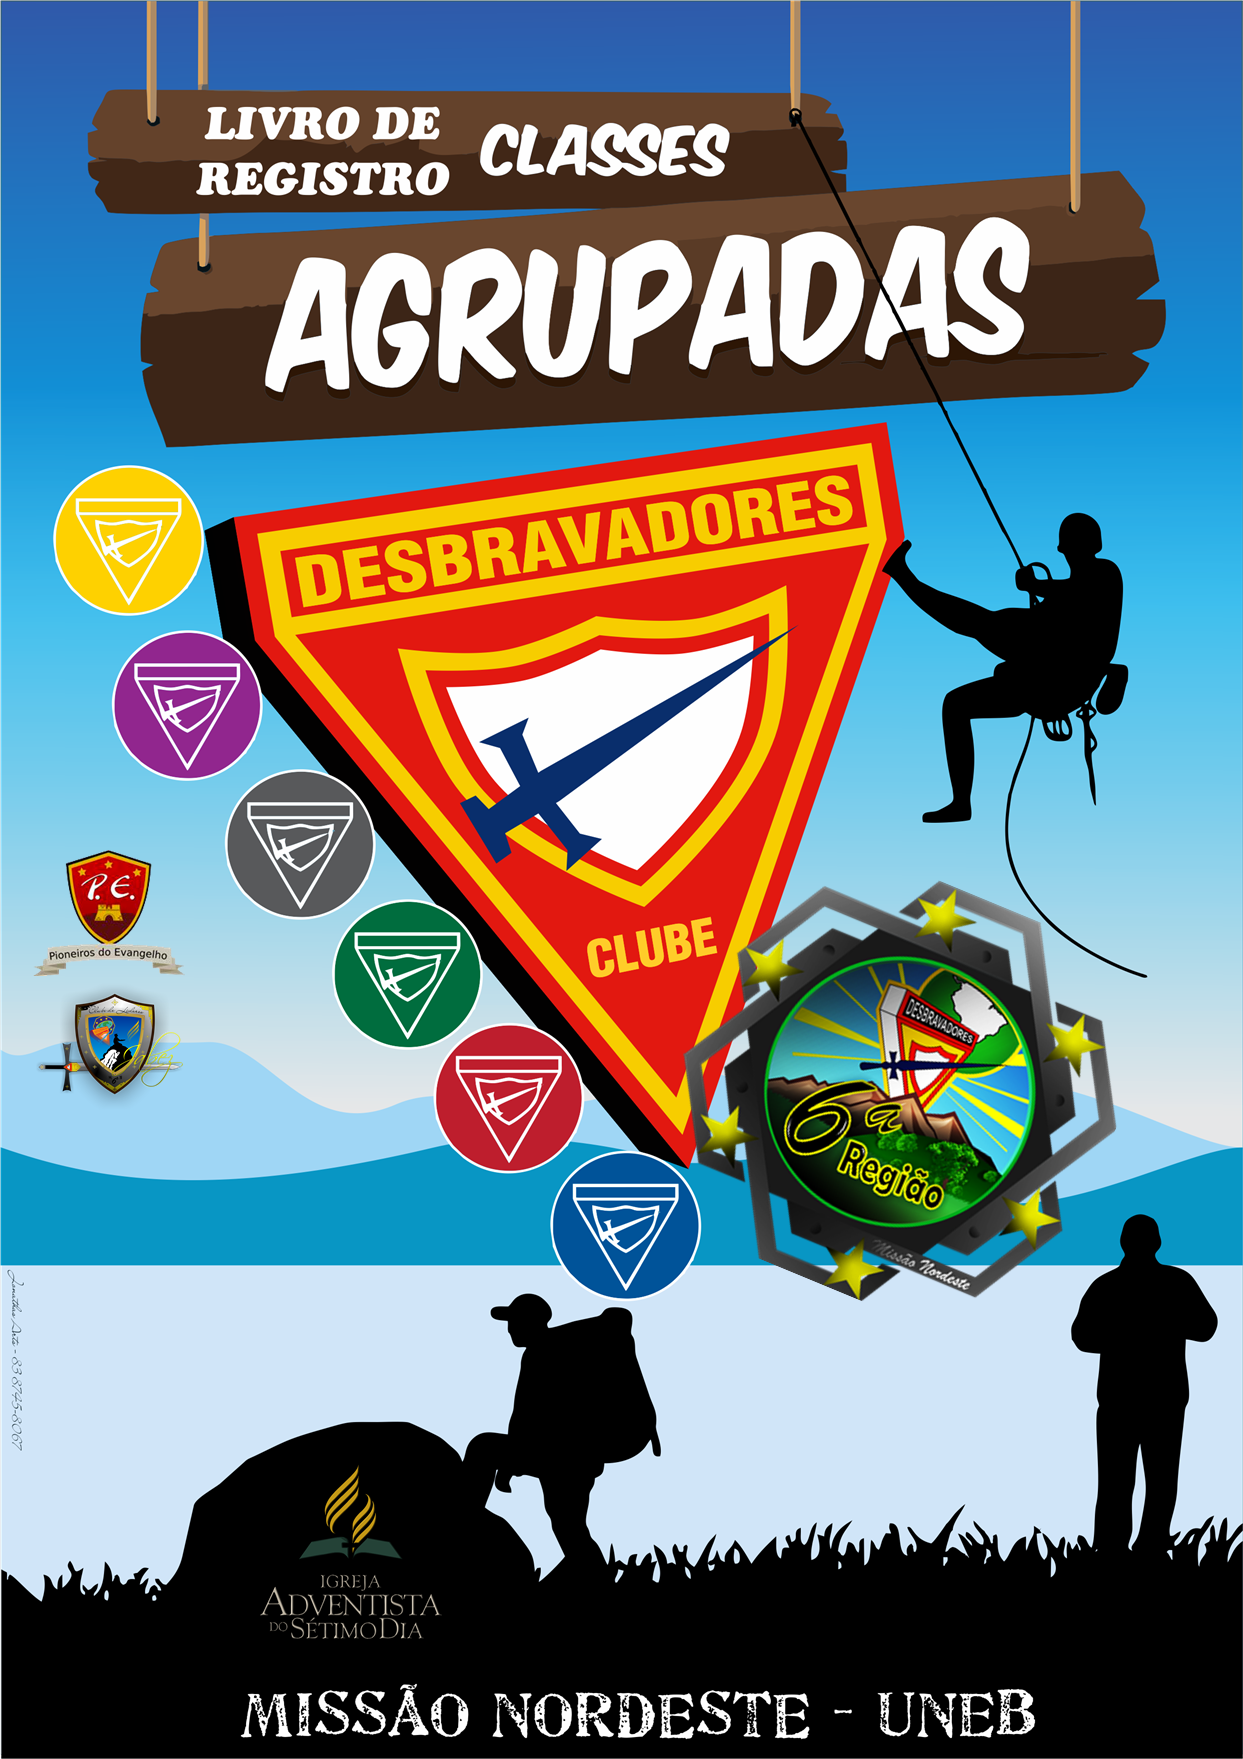 LIVRO DE
REGISTRO
CLASSES
AGRUPADAS
DESBRAVADORES
CLUBE
P. E.
Pioneiros do Evangelho
DESBRAVADORES
6ª
Região
Missão Nordeste
IGREJA
ADVENTISTA
DO SÉTIMO DIA
MISSÃO NORDESTE - UNEB